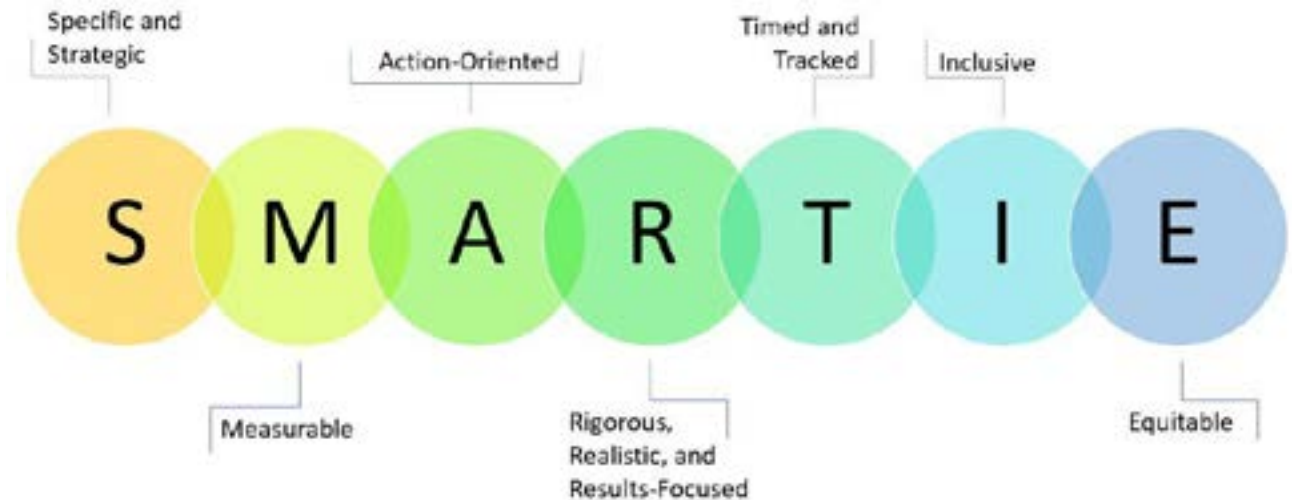 Specific and
Strategic
Action-Oriented
Timed and
Tracked
Inclusive
S M A R T I E
Measurable
Rigorous,
Realistic, and
Results-Focused
Equitable